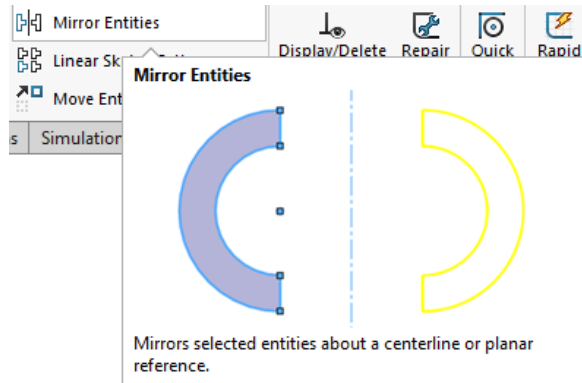 Mirror Entities
Display/Delete Repair Quick Rapid
Linear Sk
Move Ent
s Simulation
Mirror Entities
Mirrors selected entities about a centerline or planar
reference.